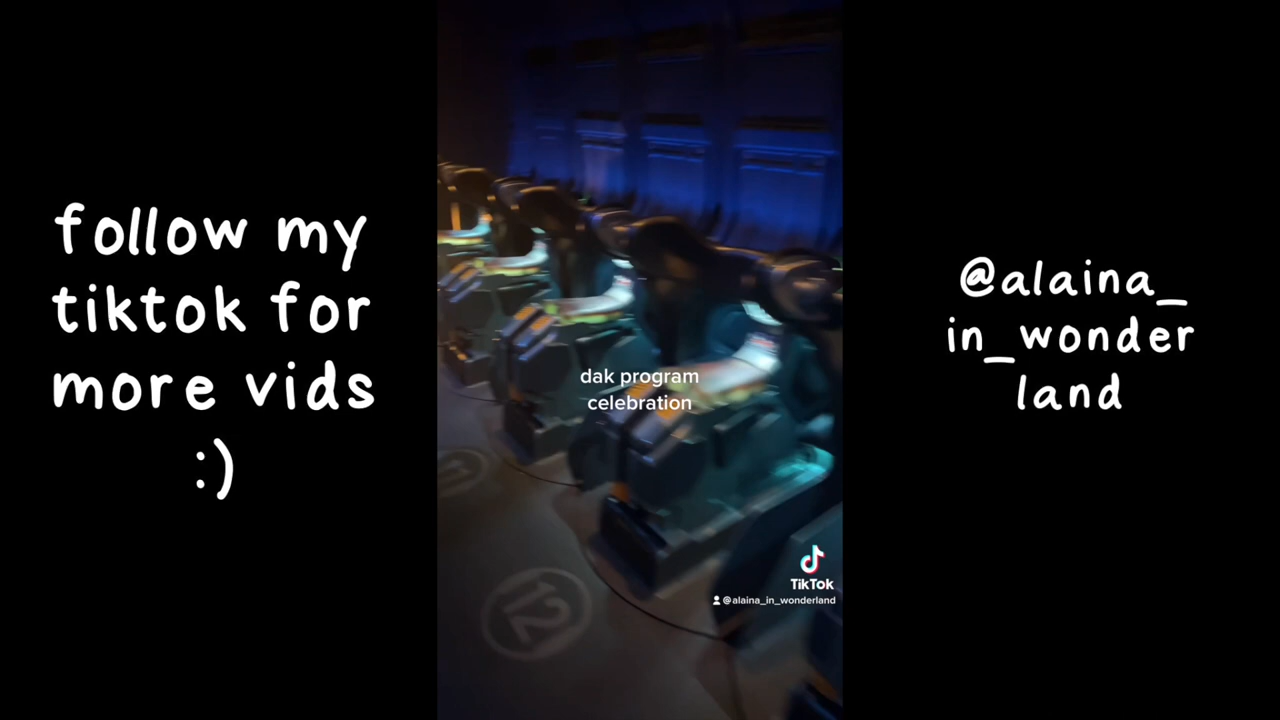 follow my
tiktok for
more vids
:)
dak program
celebration
12
TikTok
@alaina_in_wonderland
@alaina_
in_wonder
land